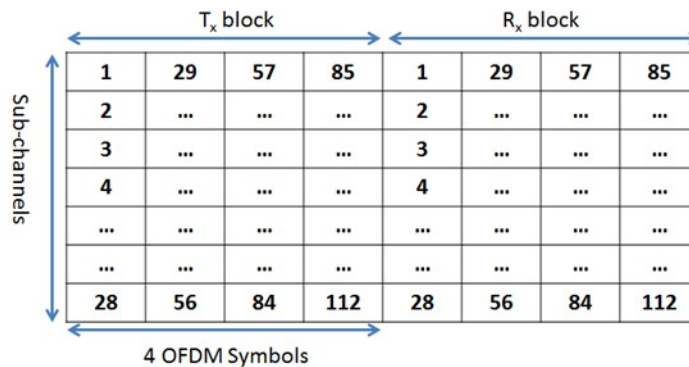 Tx block Rx block
1 29 57 85 1 29 57 85
2 ... ... ... 2 ... ... ...
3 ... ... ... 3 ... ... ...
4 ... ... ... 4 ... ... ...
... ... ... ... ... ... ... ...
... ... ... ... ... ... ... ...
28 56 84 112 28 56 84 112
Sub-channels
4 OFDM Symbols